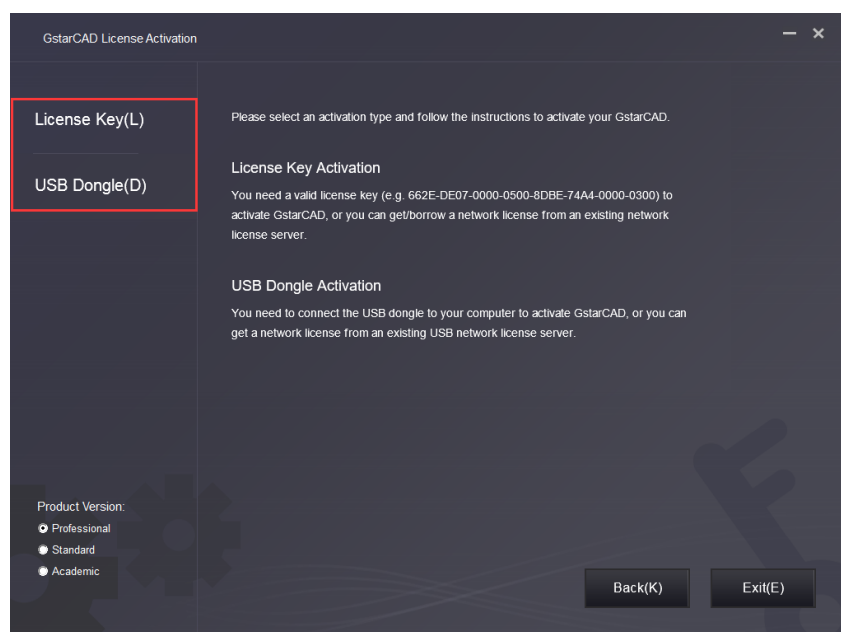 GstarCAD License Activation
License Key(L)
USB Dongle(D)
Please select an activation type and follow the instructions to activate your GstarCAD.
License Key Activation
You need a valid license key (e.g. 662E-DE07-0000-0500-8DBE-74A4-0000-0300) to
activate GstarCAD, or you can get/borrow a network license from an existing network
license server.
USB Dongle Activation
You need to connect the USB dongle to your computer to activate GstarCAD, or you can
get a network license from an existing USB network license server.
Product Version:
Professional
Standard
Academic
Back(K)
Exit(E)